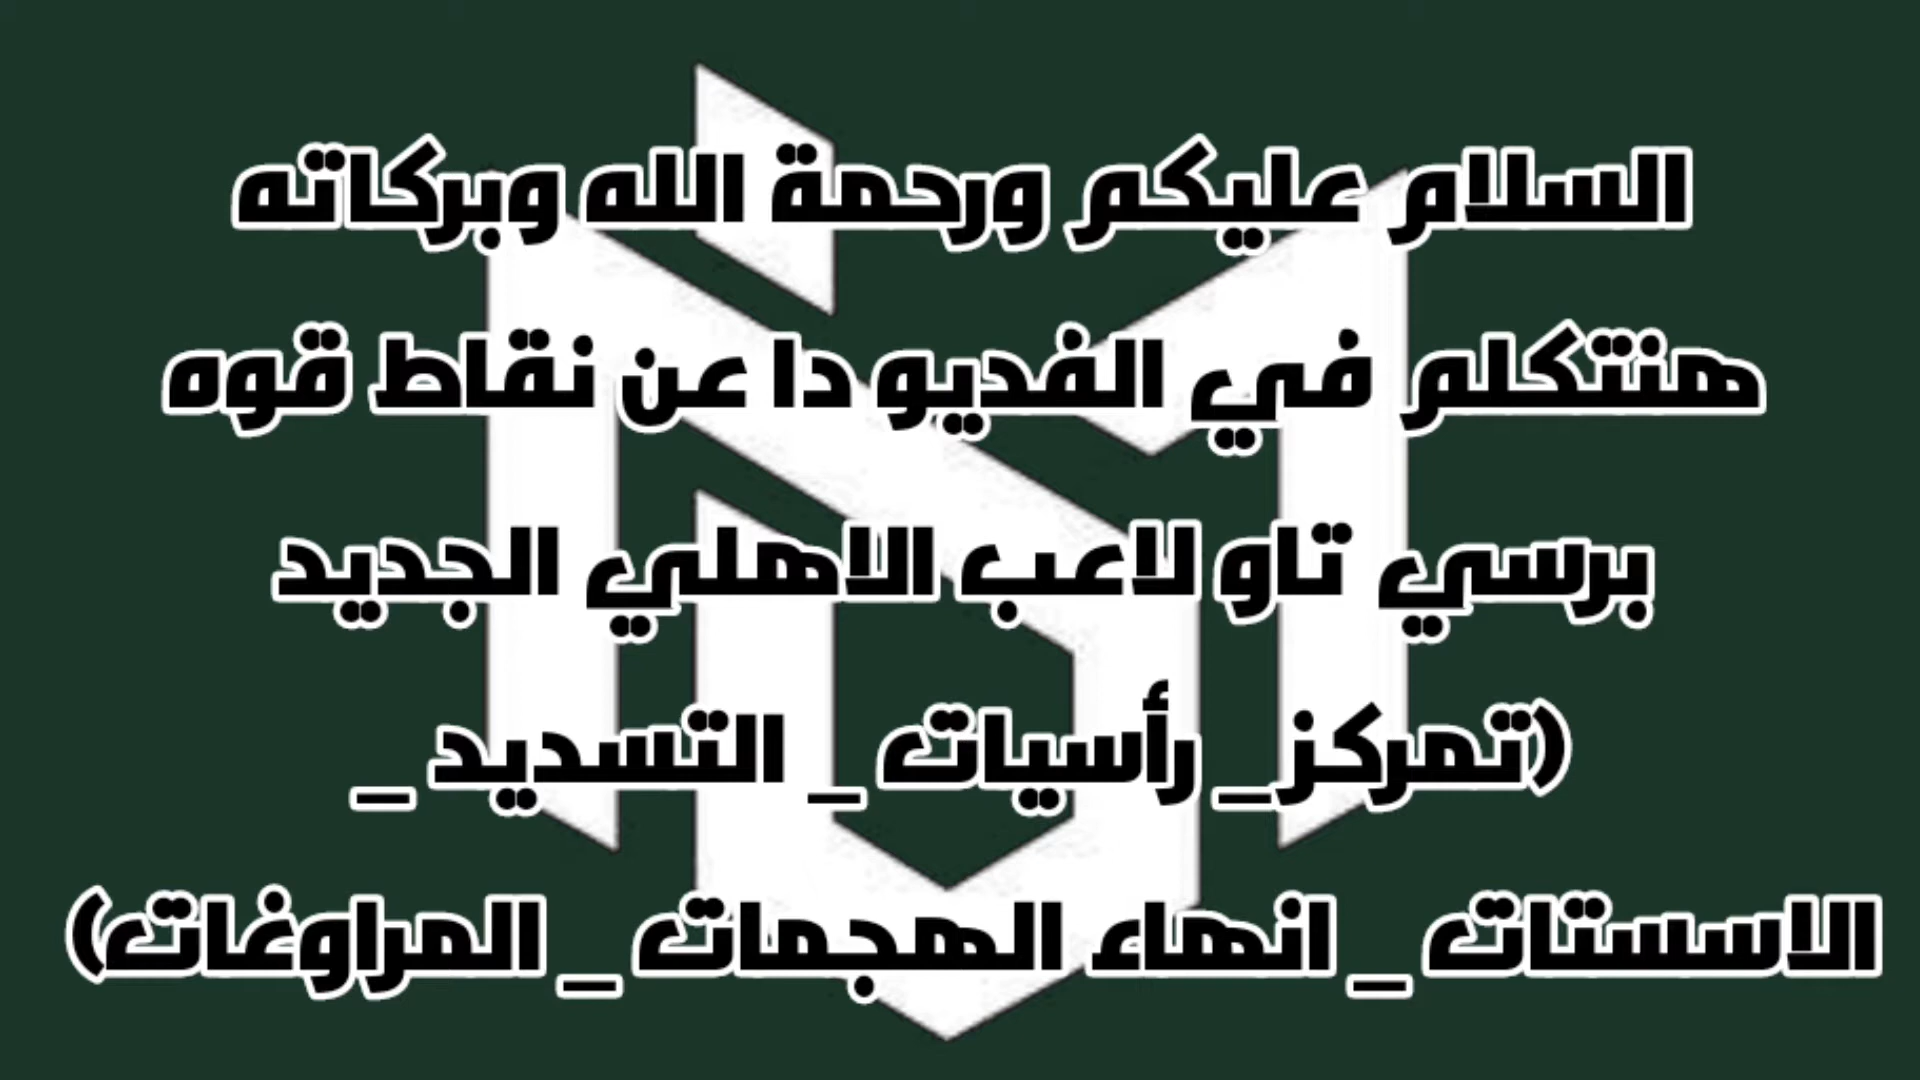 السلام عليكم ورحمة الله وبركاته
هنتكلم في الفديو دا عن نقاط قوه
برسي تاو لاعب الاهلي الجديد
(تمركز_ رأسيات _ التسديد _
الاسستات _ انهاء الهجمات _ المراوغات)